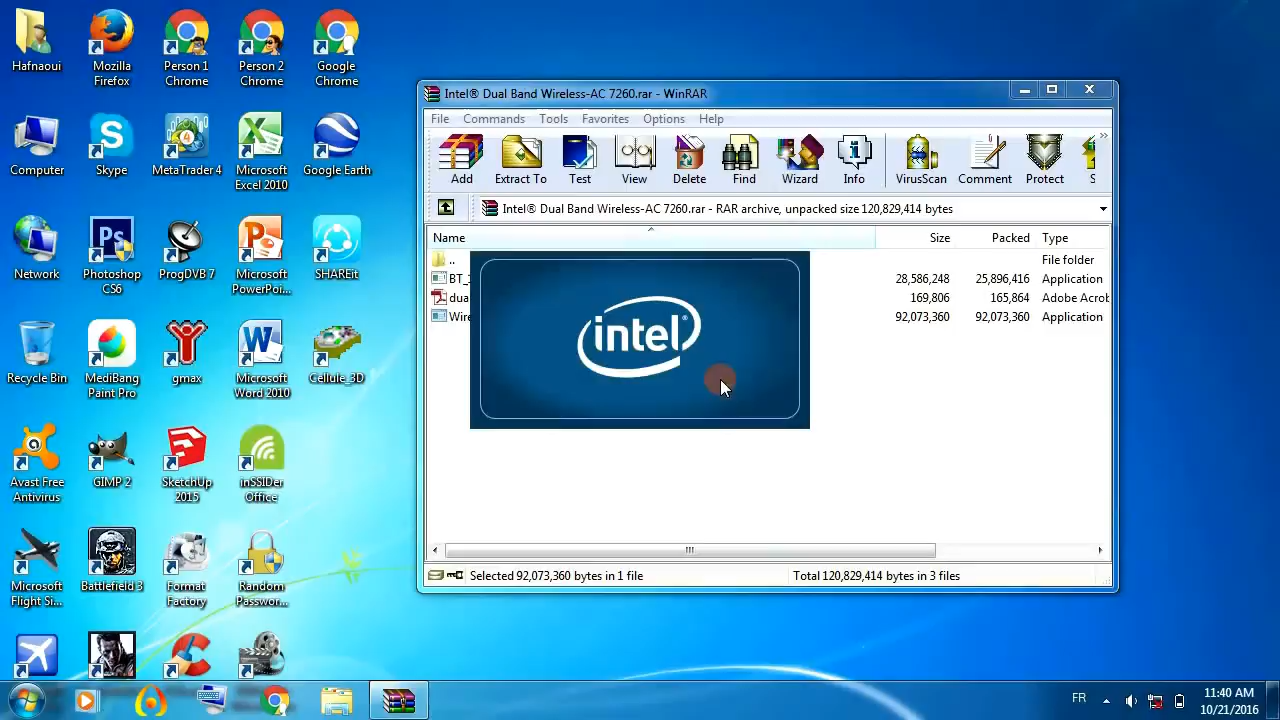 Hafnaoui
Mozilla
Firefox
Person 1
Chrome
Person 2
Chrome
Google
Chrome
Computer
Skype
MetaTrader 4
Microsoft
Excel 2010
Google Earth
Network
Ps
Photoshop
CS6
ProgDVB 7
Microsoft
PowerPoi...
SHAREit
Recycle Bin
MediBang
Paint Pro
gmax
Microsoft
Word 2010
Cellule_3D
Avast Free
Antivirus
GIMP 2
SketchUp
2015
inSSIDer
Office
Microsoft
Flight Si...
Battlefield 3
Format
Factory
Random
Passwor...
Intel® Dual Band Wireless-AC 7260.rar - WinRAR
File Commands Tools Favorites Options Help
Add Extract To Test View Delete Find Wizard Info VirusScan Comment Protect S
Intel® Dual Band Wireless-AC 7260.rar - RAR archive, unpacked size 120,829,414 bytes
Name Size Packed Type
.. File folder
BT_ 28,586,248 25,896,416 Application
dua 169,806 165,864 Adobe Acrob
Wire 92,073,360 92,073,360 Application
intel®
Selected 92,073,360 bytes in 1 file Total 120,829,414 bytes in 3 files
FR
11:40 AM
10/21/2016